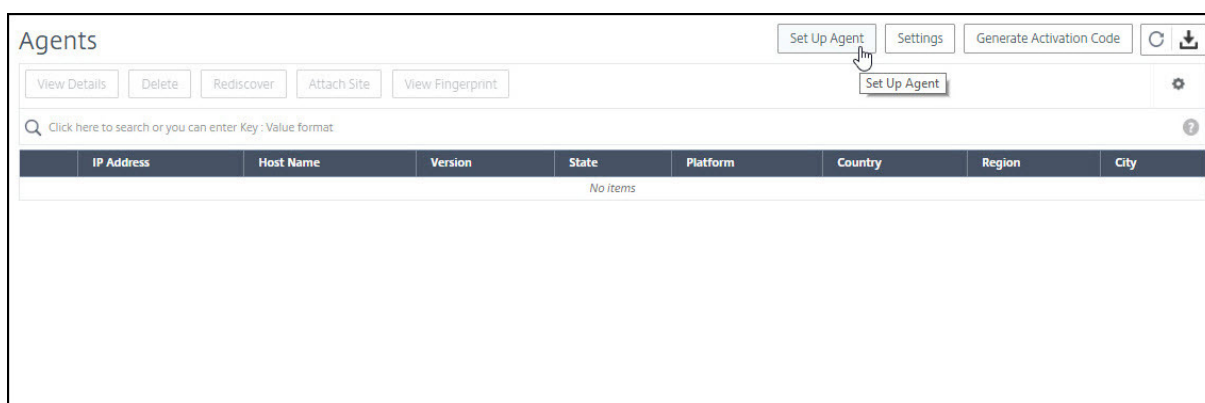 Agents Set Up Agent Settings Generate Activation Code
View Details Delete Rediscover Attach Site View Fingerprint Set Up Agent
Click here to search or you can enter Key : Value format
IP Address Host Name Version State Platform Country Region City
No items